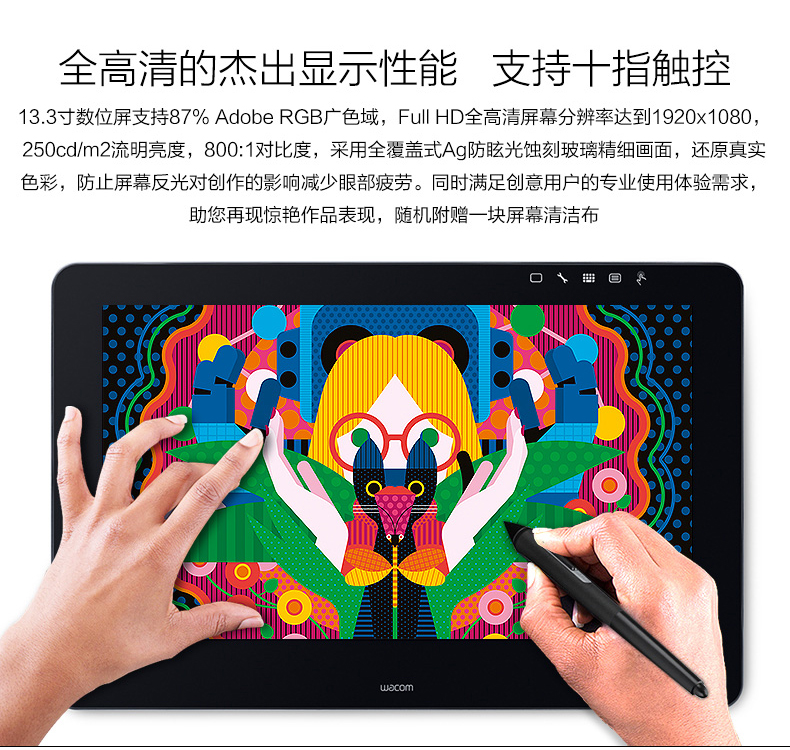 全高清的杰出显示性能 支持十指触控
13.3寸数位屏支持87% Adobe RGB广色域，Full HD全高清屏幕分辨率达到1920x1080，
250cd/m2流明亮度，800:1对比度，采用全覆盖式Ag防眩光蚀刻玻璃精细画面，还原真实
色彩，防止屏幕反光对创作的影响减少眼部疲劳。同时满足创意用户的专业使用体验需求，
助您再现惊艳作品表现，随机附赠一块屏幕清洁布
wacom